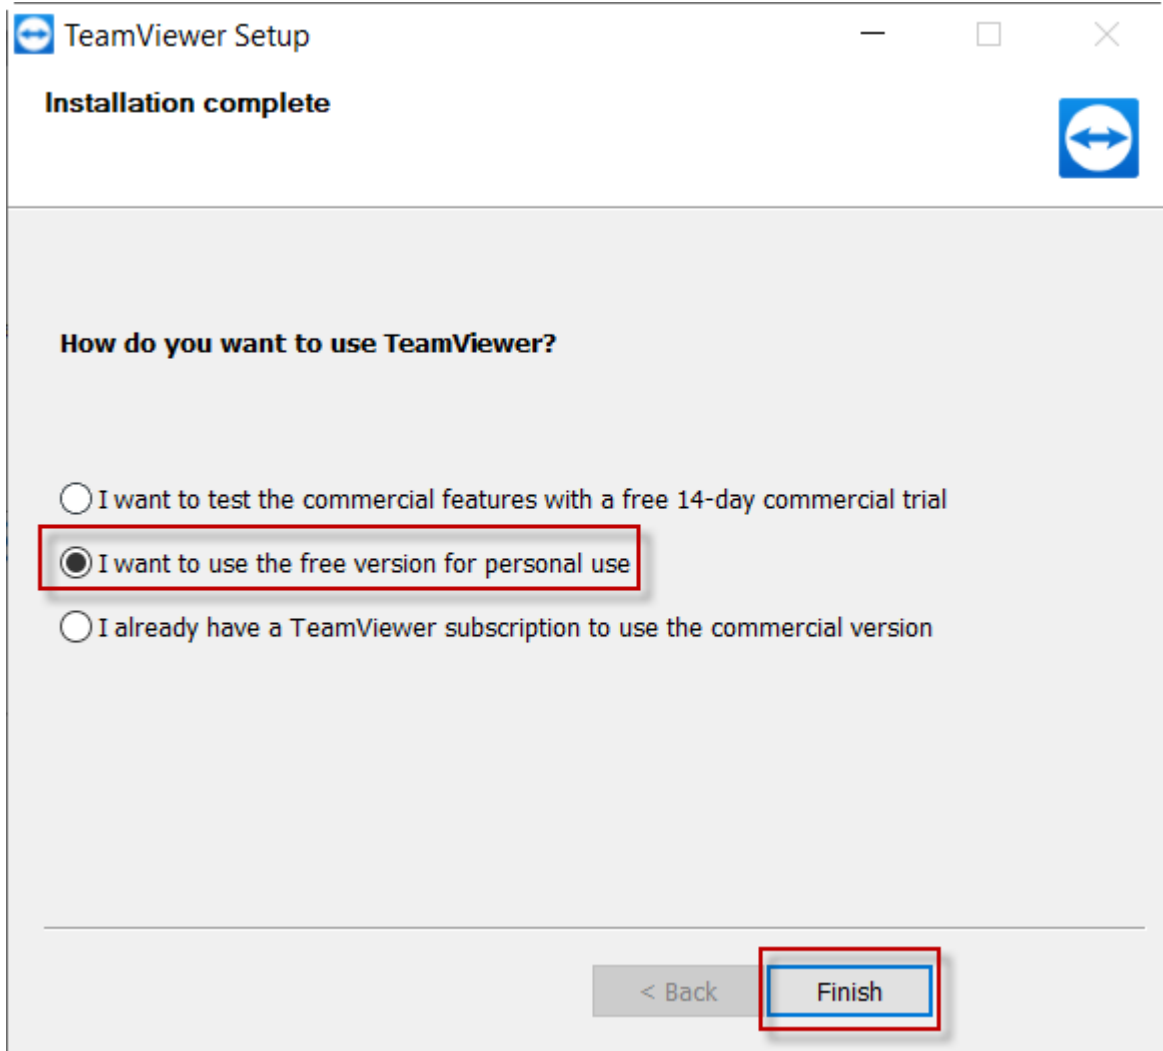 TeamViewer Setup
Installation complete
How do you want to use TeamViewer?
I want to test the commercial features with a free 14-day commercial trial
I want to use the free version for personal use
I already have a TeamViewer subscription to use the commercial version
< Back
Finish